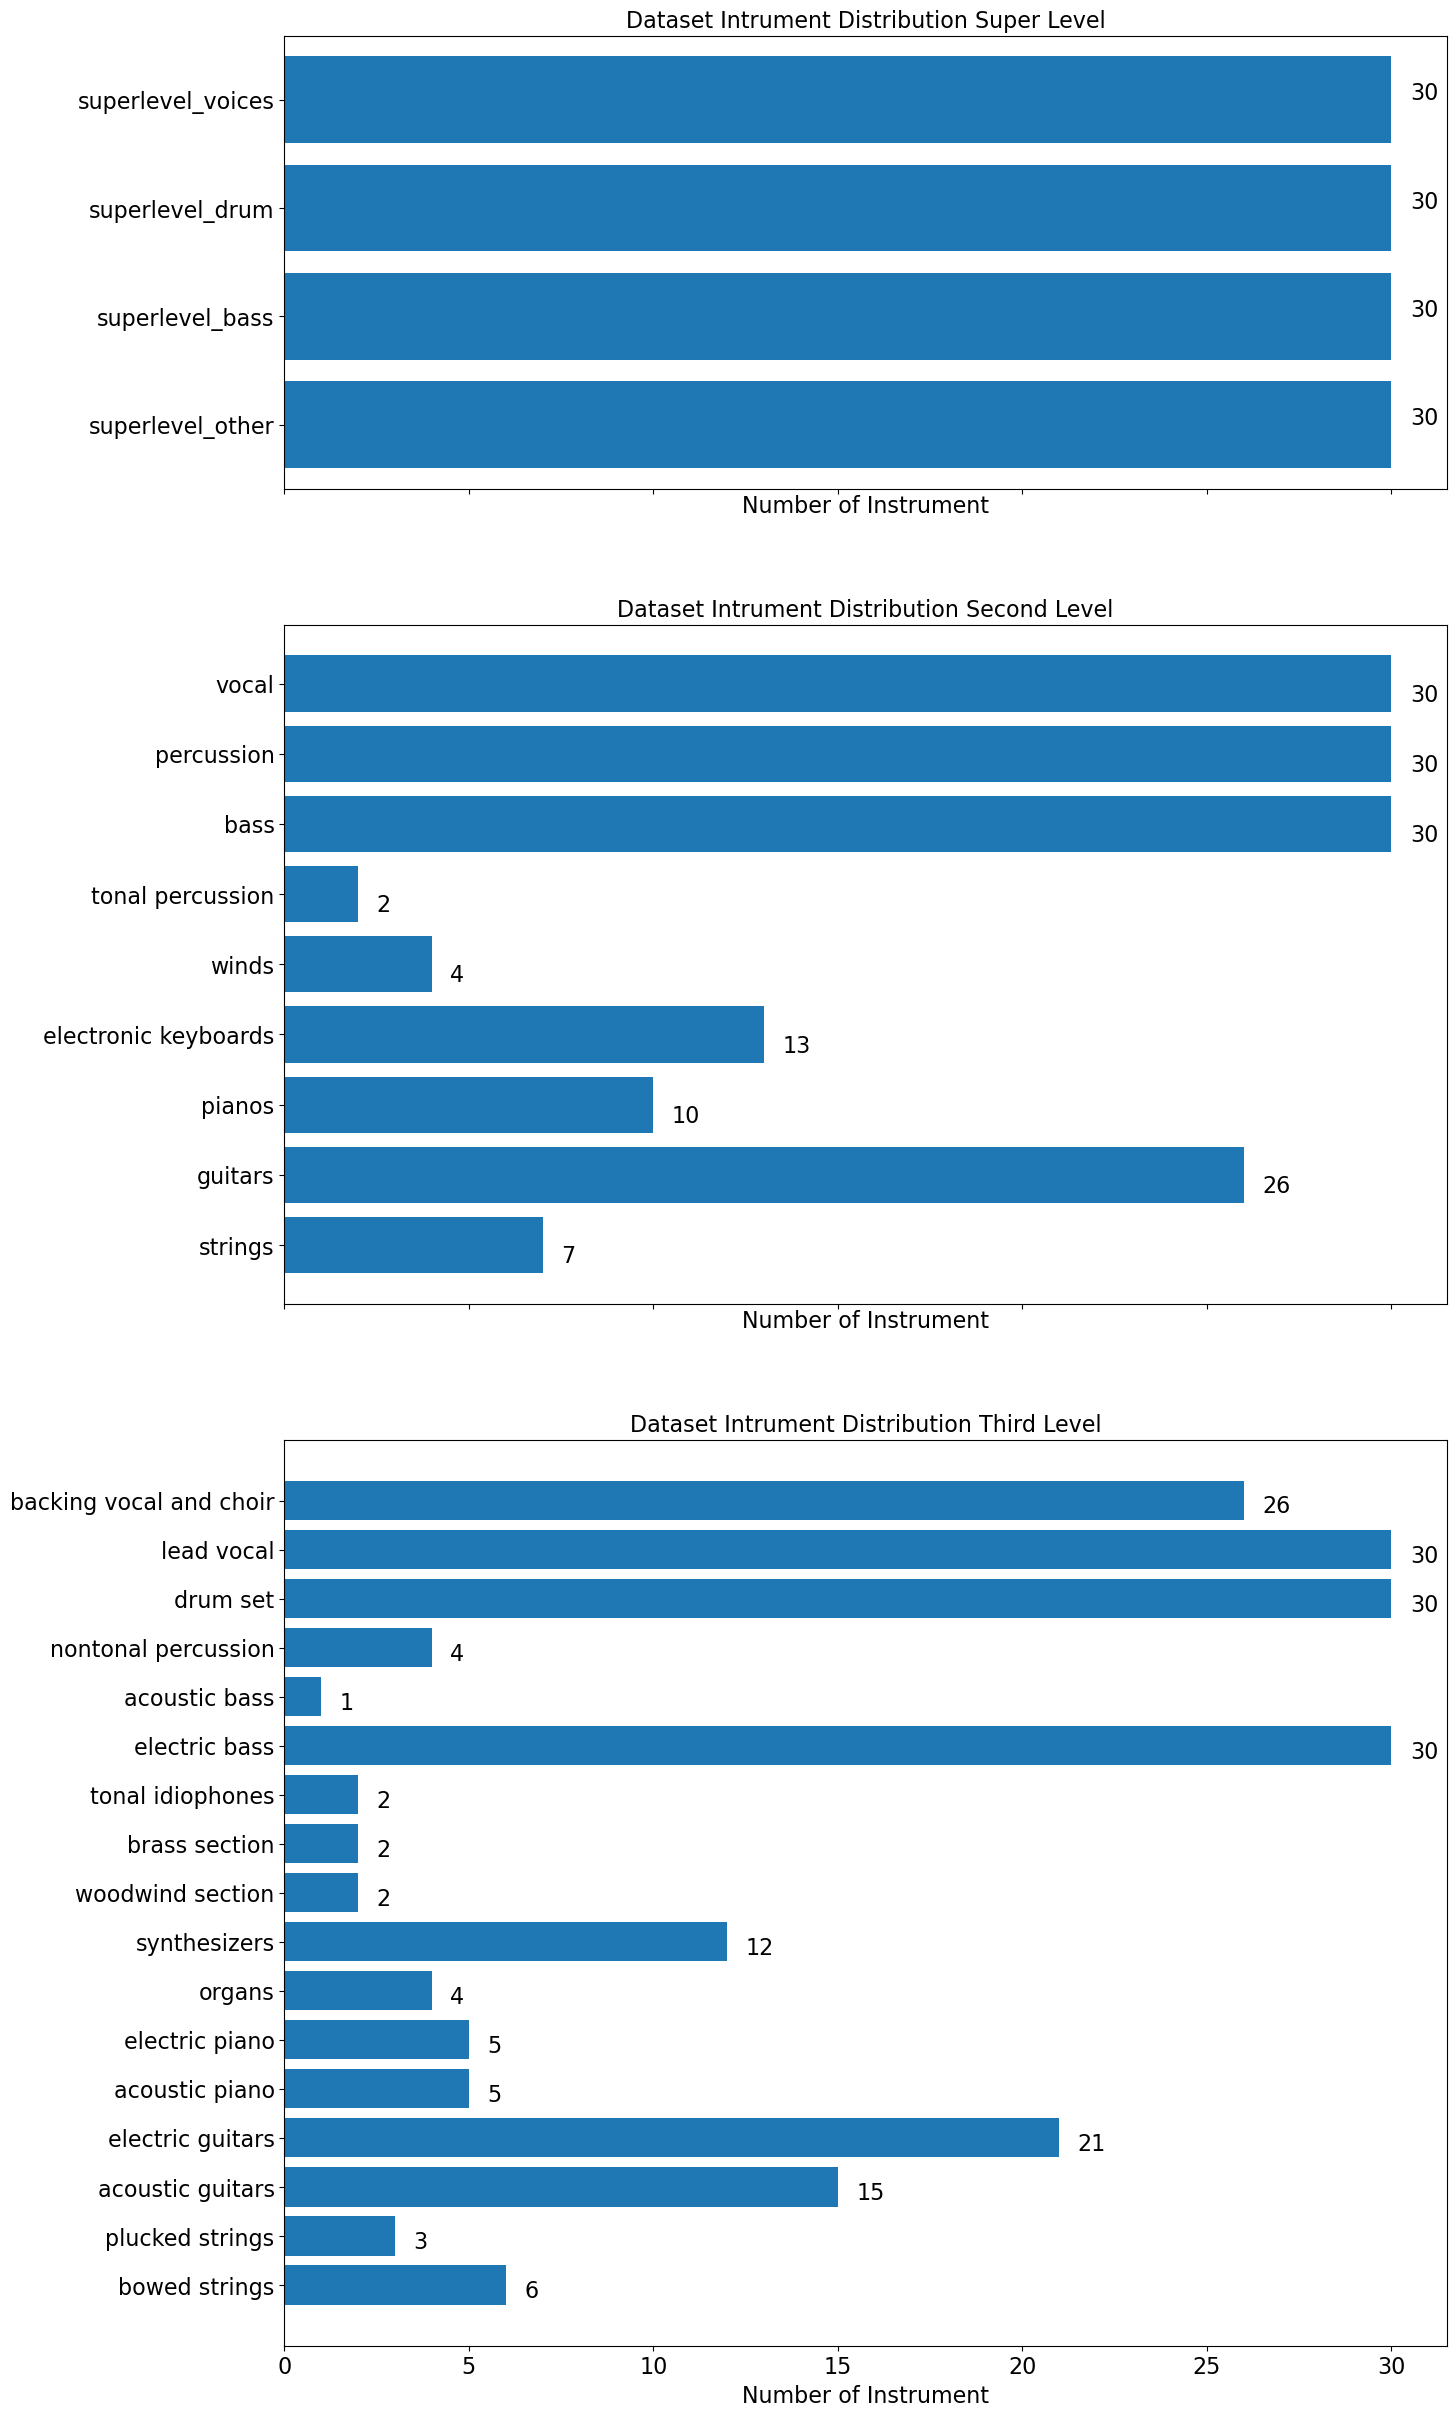 Dataset Intrument Distribution Super Level
superlevel_voices 30
superlevel_drum 30
superlevel_bass 30
superlevel_other 30
Number of Instrument
Dataset Intrument Distribution Second Level
vocal 30
percussion 30
bass 30
tonal percussion 2
winds 4
electronic keyboards 13
pianos 10
guitars 26
strings 7
Number of Instrument
Dataset Intrument Distribution Third Level
backing vocal and choir 26
lead vocal 30
drum set 30
nontonal percussion 4
acoustic bass 1
electric bass 30
tonal idiophones 2
brass section 2
woodwind section 2
synthesizers 12
organs 4
electric piano 5
acoustic piano 5
electric guitars 21
acoustic guitars 15
plucked strings 3
bowed strings 6
0 5 10 15 20 25 30
Number of Instrument